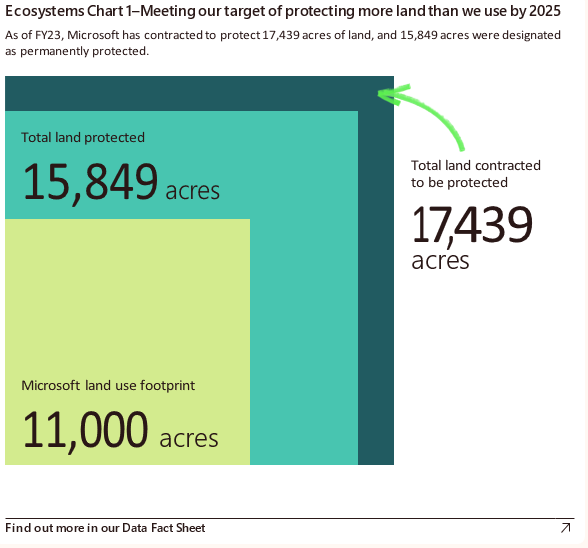 Ecosystems Chart 1–Meeting our target of protecting more land than we use by 2025
As of FY23, Microsoft has contracted to protect 17,439 acres of land, and 15,849 acres were designated
as permanently protected.
Total land protected
15,849 acres
Total land contracted
to be protected
17,439
acres
Microsoft land use footprint
11,000 acres
Find out more in our Data Fact Sheet